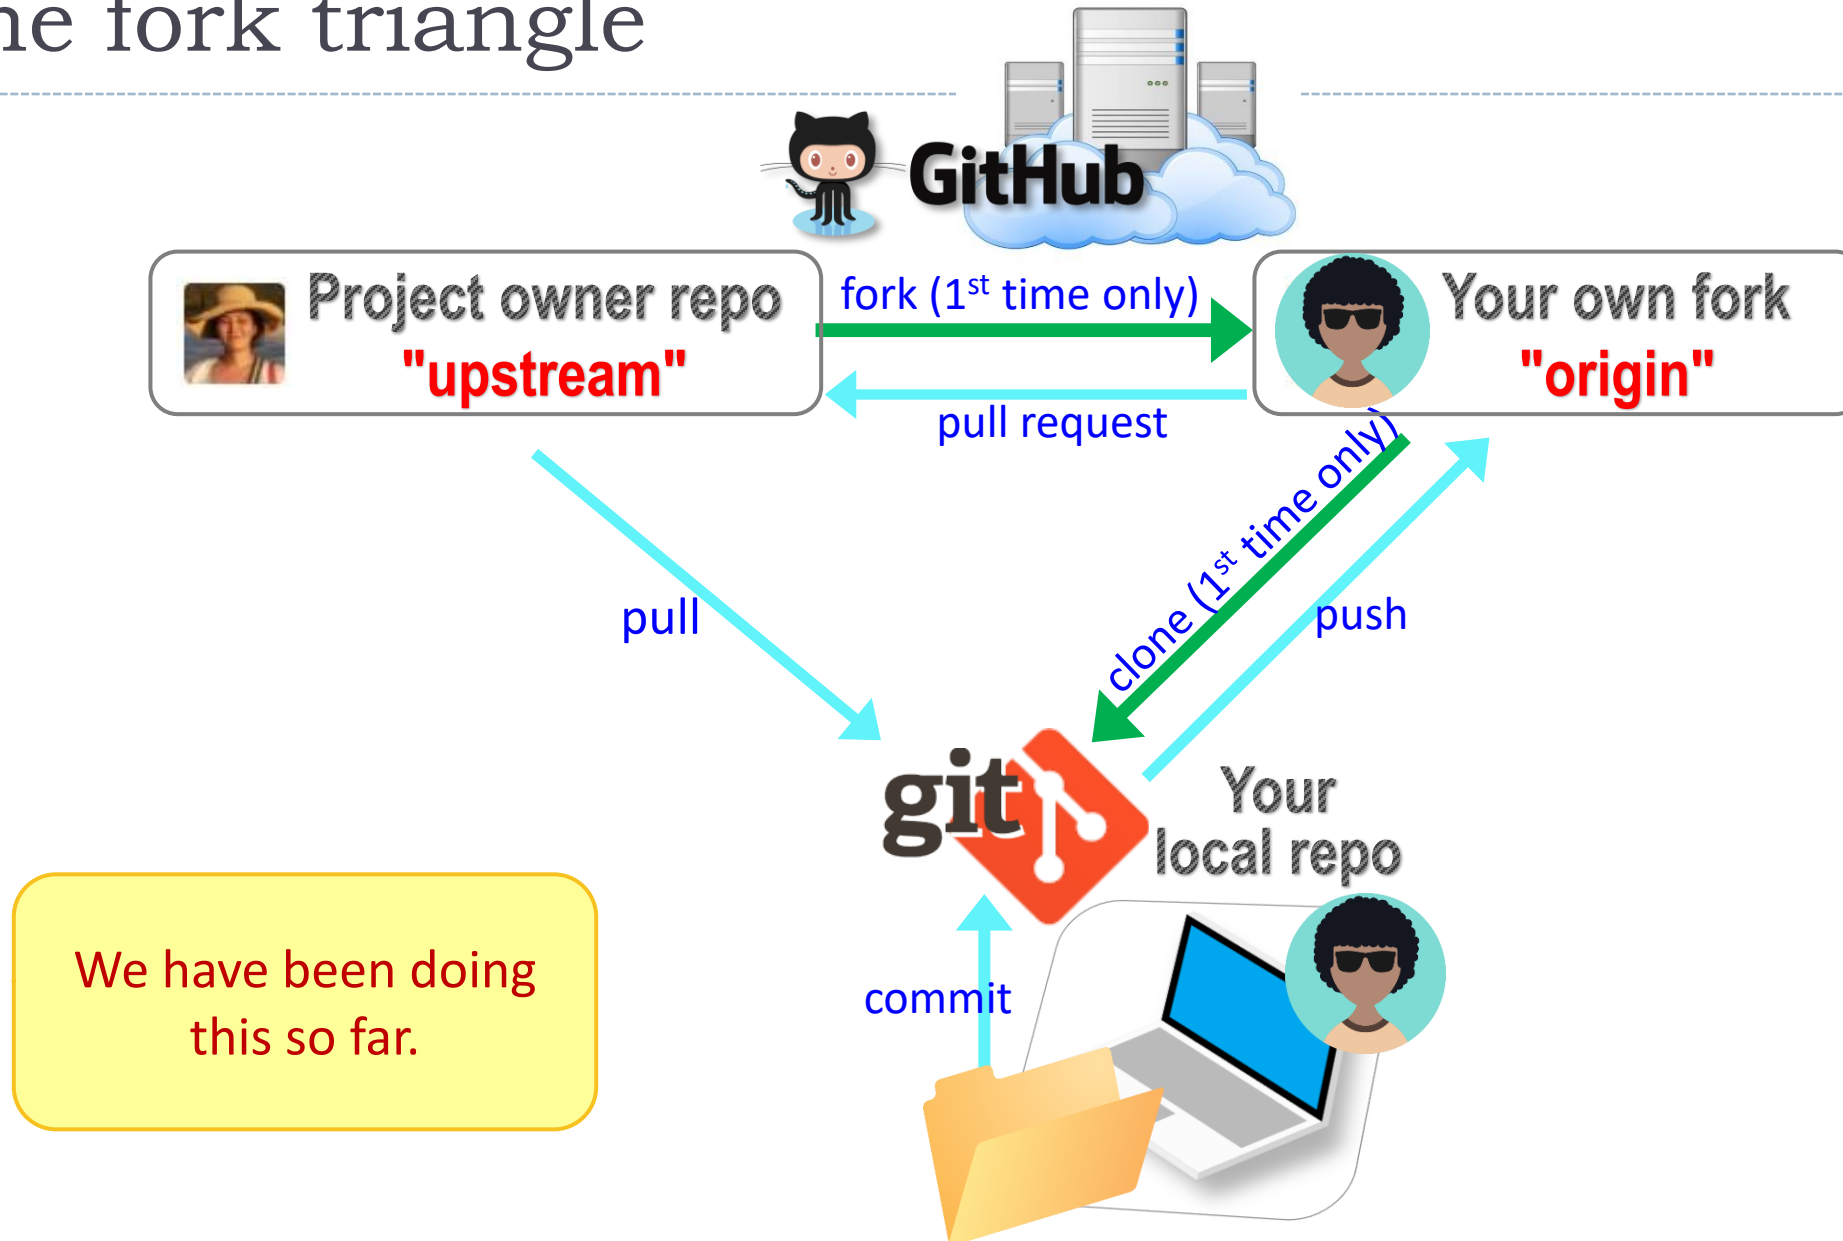 ne fork triangle
GitHub
Project owner repo
"upstream"
fork (1st time only)
pull request
Your own fork
"origin"
clone (1st time only)
pull
push
git
Your
local repo
commit
We have been doing
this so far.